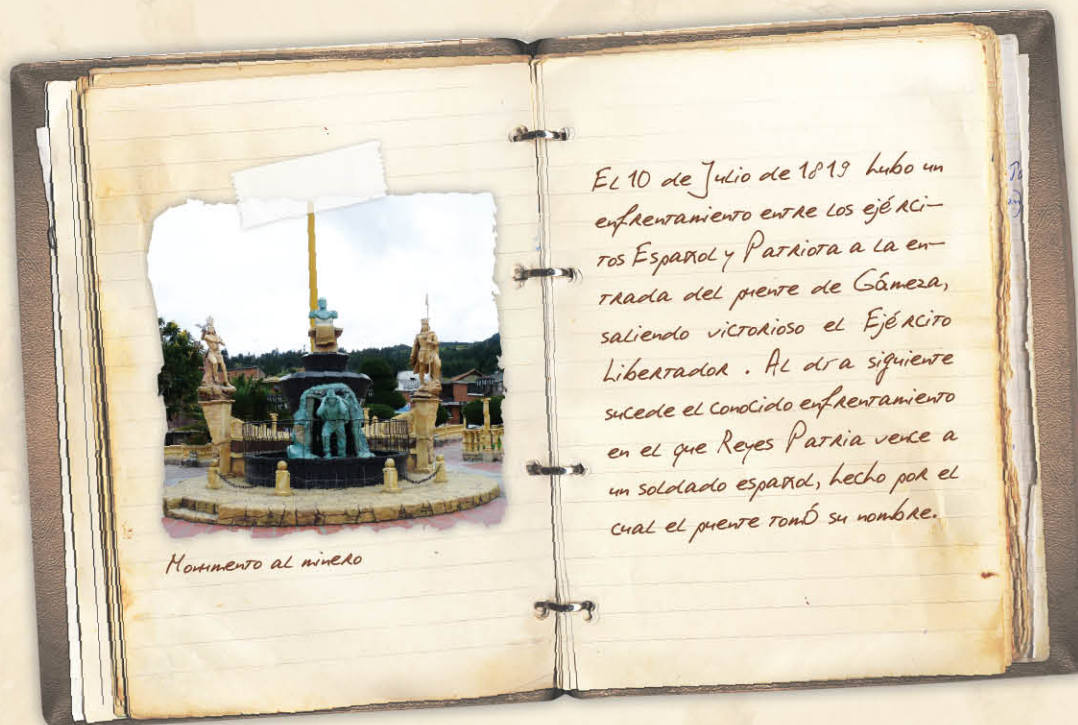 Monumento al minero
El 10 de Julio de 1819 hubo un
enfrentamiento entre los ejérci-
tos Español y Patriota a la en-
trada del puente de Gámeza,
saliendo victorioso el Ejército
Libertador . Al día siguiente
sucede el conocido enfrentamiento
en el que Reyes Patria vence a
un soldado español, hecho por el
cual el puente tomÓ su nombre.